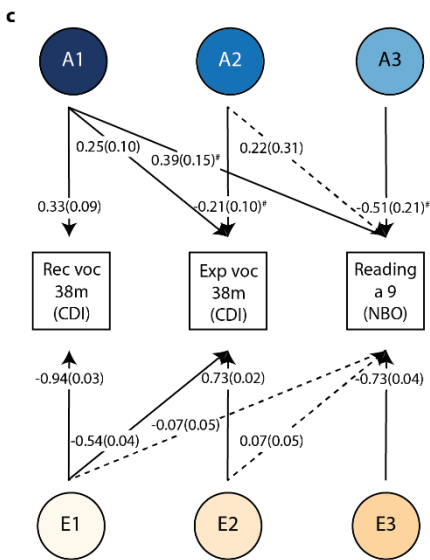 c
A1
A2
A3
0.25(0.10)
0.39(0.15)#
0.22(0.31)
0.33(0.09)
-0.21(0.10)#
-0.51(0.21)#
Rec voc
38m
(CDI)
Exp voc
38m
(CDI)
Reading
a 9
(NBO)
-0.94(0.03)
0.73(0.02)
-0.73(0.04)
-0.07(0.05)
-0.54(0.04)
0.07(0.05)
E1
E2
E3